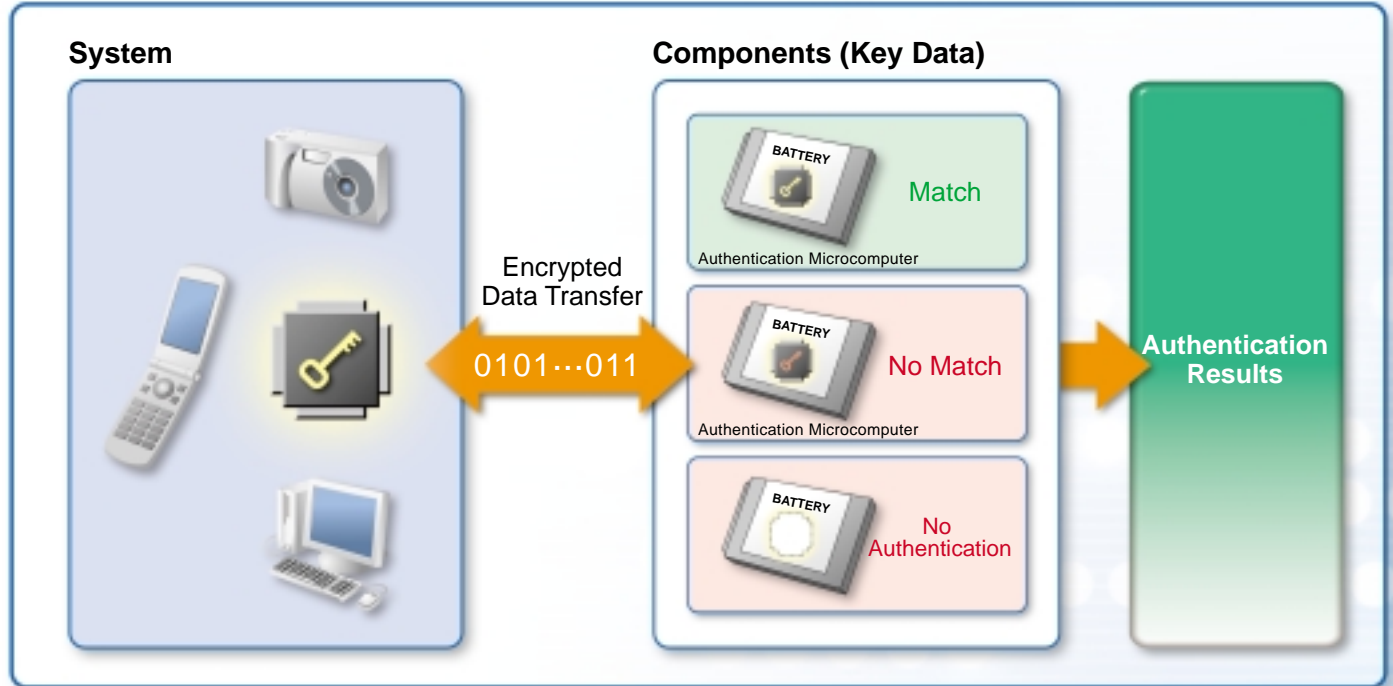 System
Components (Key Data)
BATTERY
Match
Authentication Microcomputer
Encrypted
Data Transfer
0101···011
BATTERY
No Match
Authentication Microcomputer
BATTERY
No
Authentication
Authentication
Results